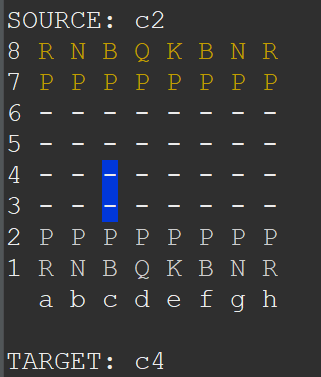 SOURCE: c2
8 R N B Q K B N R
7 P P P P P P P P
6 - - - - - - - -
5 - - - - - - - -
4 - - - - - - - -
3 - - - - - - - -
2 P P P P P P P P
1 R N B Q K B N R
a b c d e f g h
TARGET: c4